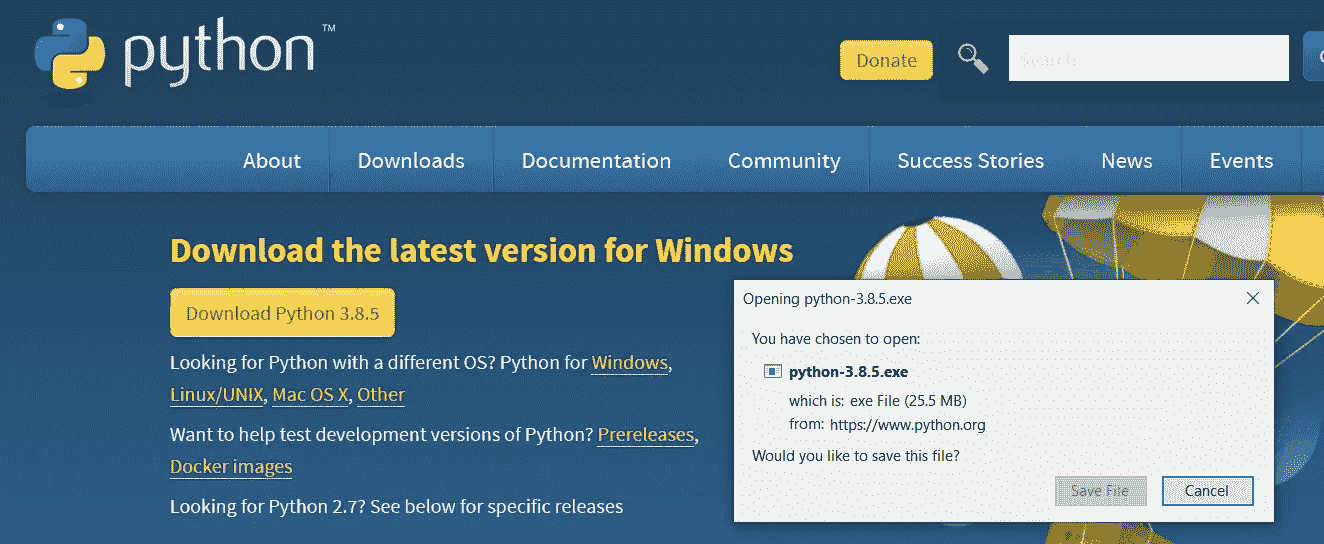 python™
Donate
Search
About
Downloads
Documentation
Community
Success Stories
News
Events
Download the latest version for Windows
Download Python 3.8.5
Looking for Python with a different OS? Python for Windows,
Linux/UNIX, Mac OS X, Other
Want to help test development versions of Python? Prereleases,
Docker images
Looking for Python 2.7? See below for specific releases
Opening python-3.8.5.exe
You have chosen to open:
python-3.8.5.exe
which is: exe File (25.5 MB)
from: https://www.python.org
Would you like to save this file?
Save File
Cancel